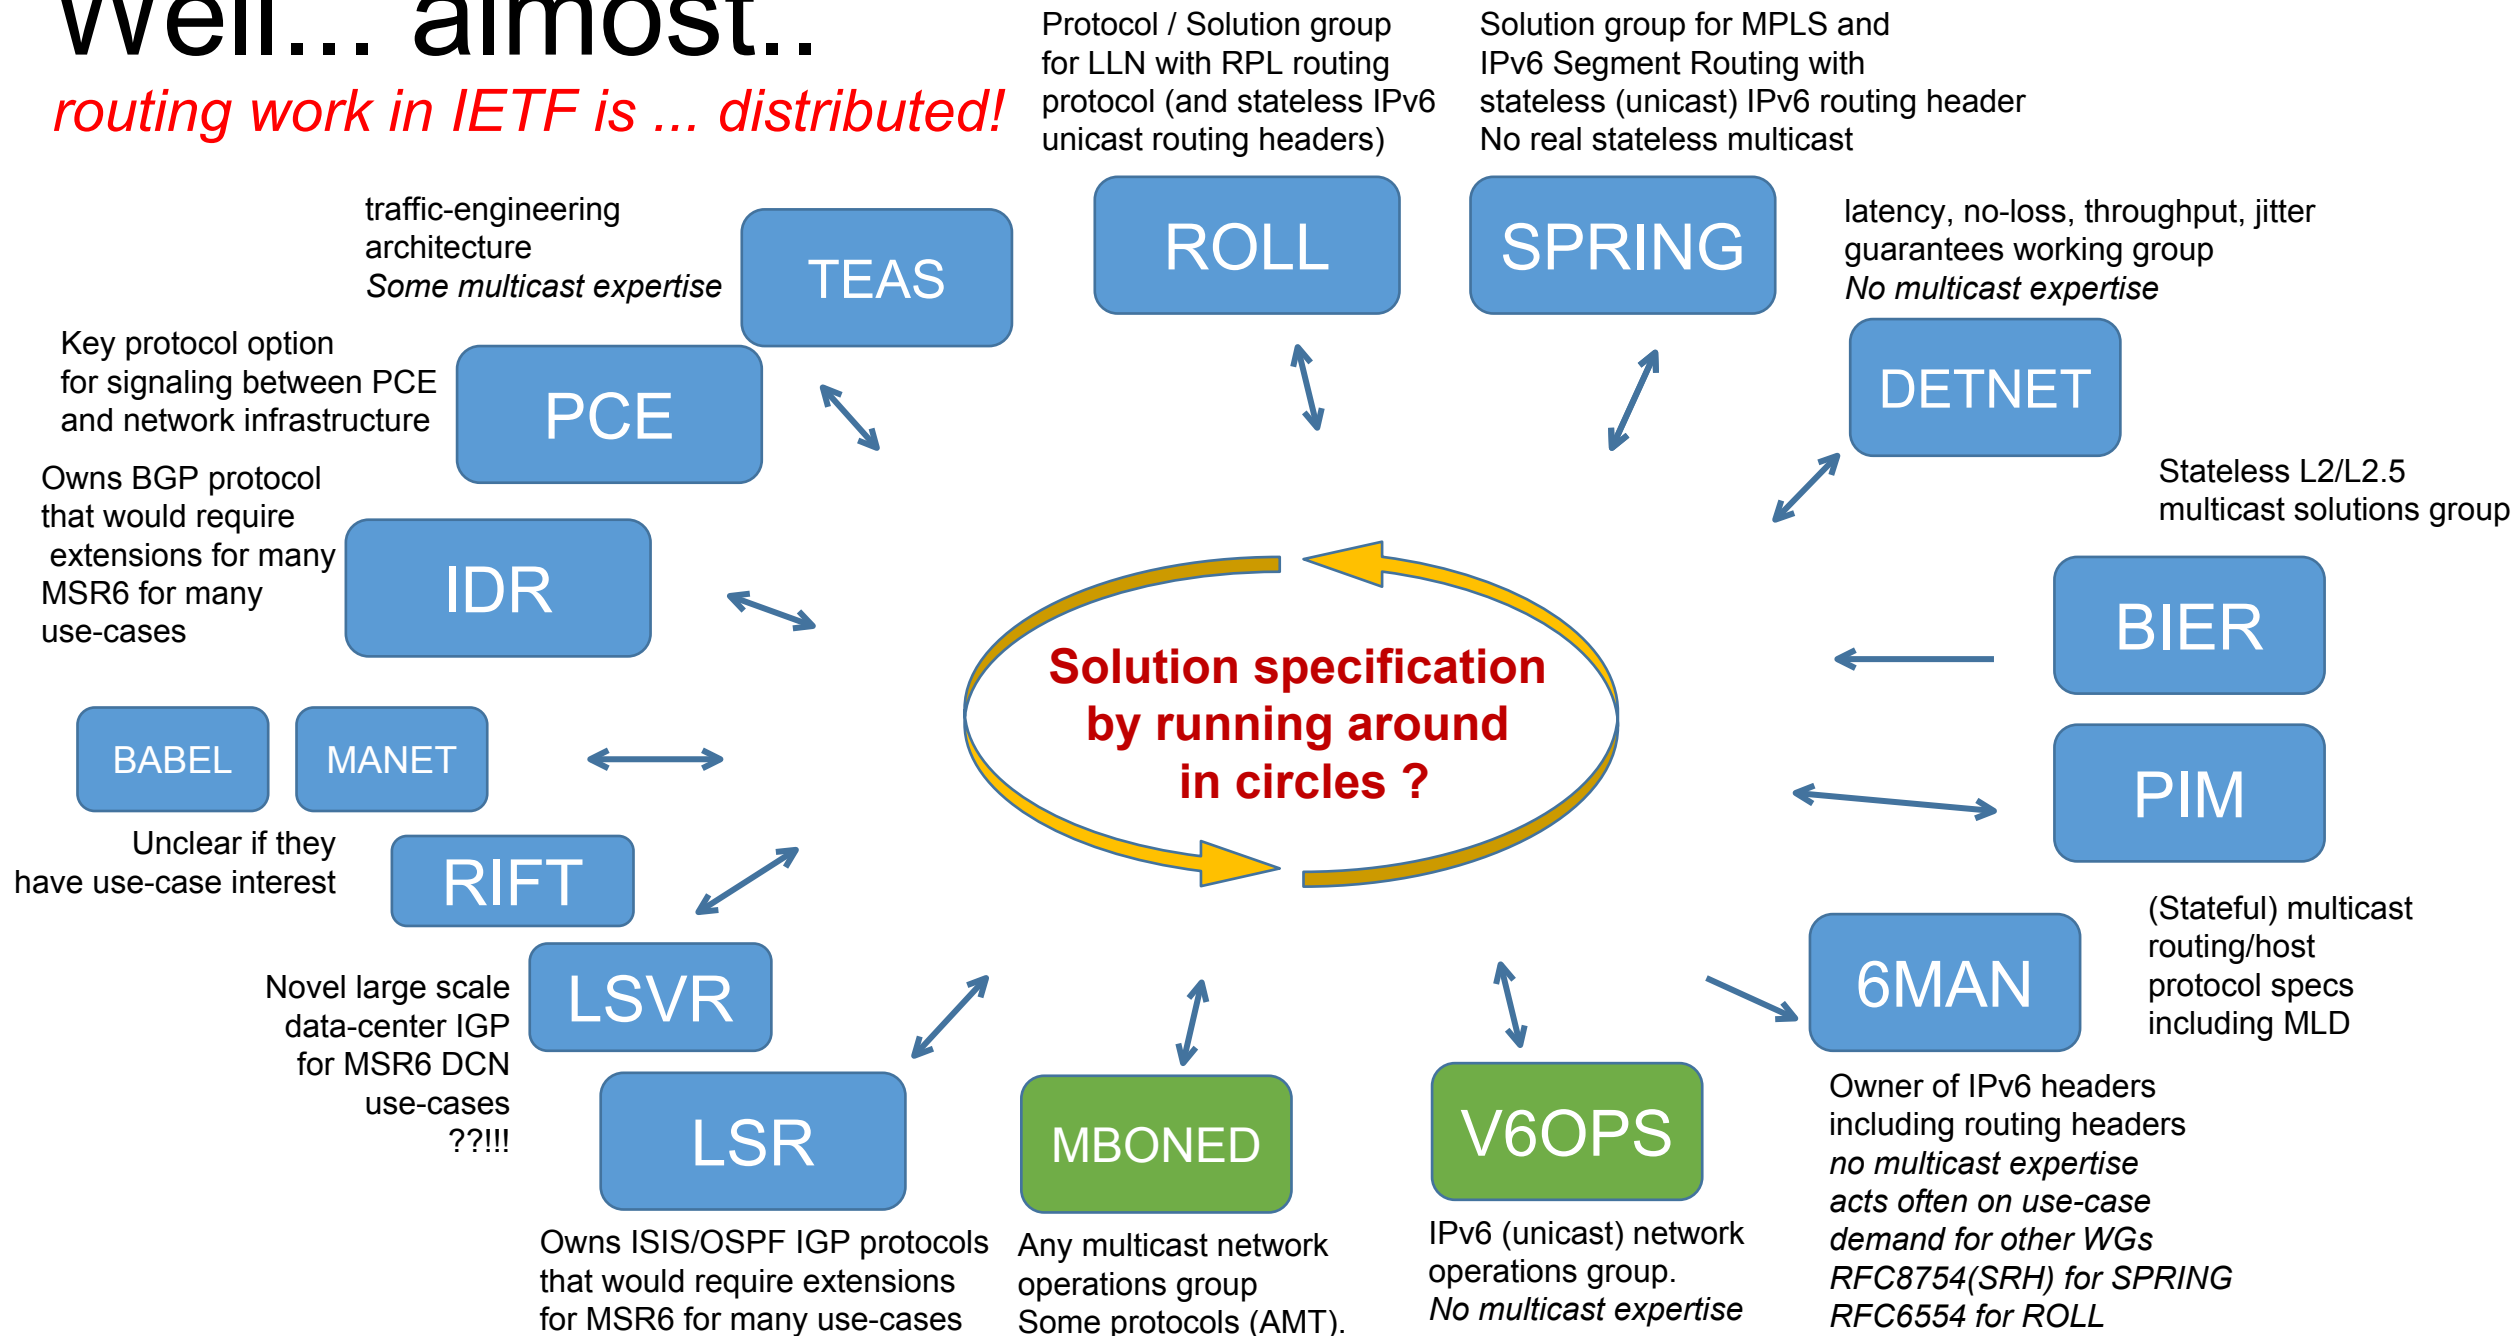 Well... almost..
routing work in IETF is ... distributed!
Protocol / Solution group
for LLN with RPL routing
protocol (and stateless IPv6
unicast routing headers)
Solution group for MPLS and
IPv6 Segment Routing with
stateless (unicast) IPv6 routing header
No real stateless multicast
traffic-engineering
architecture
Some multicast expertise
TEAS
ROLL
SPRING
latency, no-loss, throughput, jitter
guarantees working group
No multicast expertise
Key protocol option
for signaling between PCE
and network infrastructure
PCE
DETNET
Owns BGP protocol
that would require
extensions for many
MSR6 for many
use-cases
IDR
Stateless L2/L2.5
multicast solutions group
BIER
Solution specification
by running around
in circles ?
BABEL
MANET
PIM
Unclear if they
have use-case interest
RIFT
(Stateful) multicast
routing/host
protocol specs
including MLD
Novel large scale
data-center IGP
for MSR6 DCN
use-cases
??!!!
LSVR
6MAN
LSR
MBONED
V6OPS
Owner of IPv6 headers
including routing headers
no multicast expertise
acts often on use-case
demand for other WGs
RFC8754(SRH) for SPRING
RFC6554 for ROLL
Owns ISIS/OSPF IGP protocols
that would require extensions
for MSR6 for many use-cases
Any multicast network
operations group
Some protocols (AMT).
IPv6 (unicast) network
operations group.
No multicast expertise